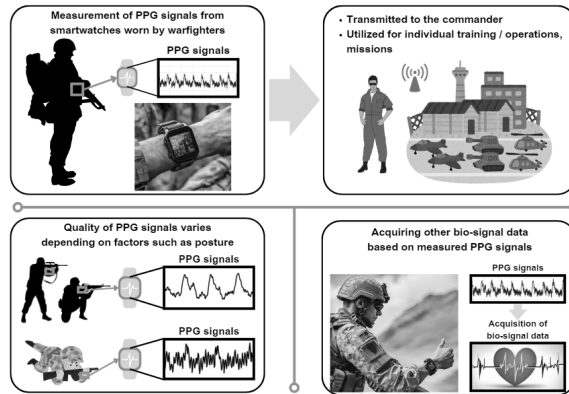 Measurement of PPG signals from
smartwatches worn by warfighters
PPG signals
• Transmitted to the commander
• Utilized for individual training / operations,
missions
Quality of PPG signals varies
depending on factors such as posture
PPG signals
PPG signals
Acquiring other bio-signal data
based on measured PPG signals
PPG signals
Acquisition of
bio-signal data